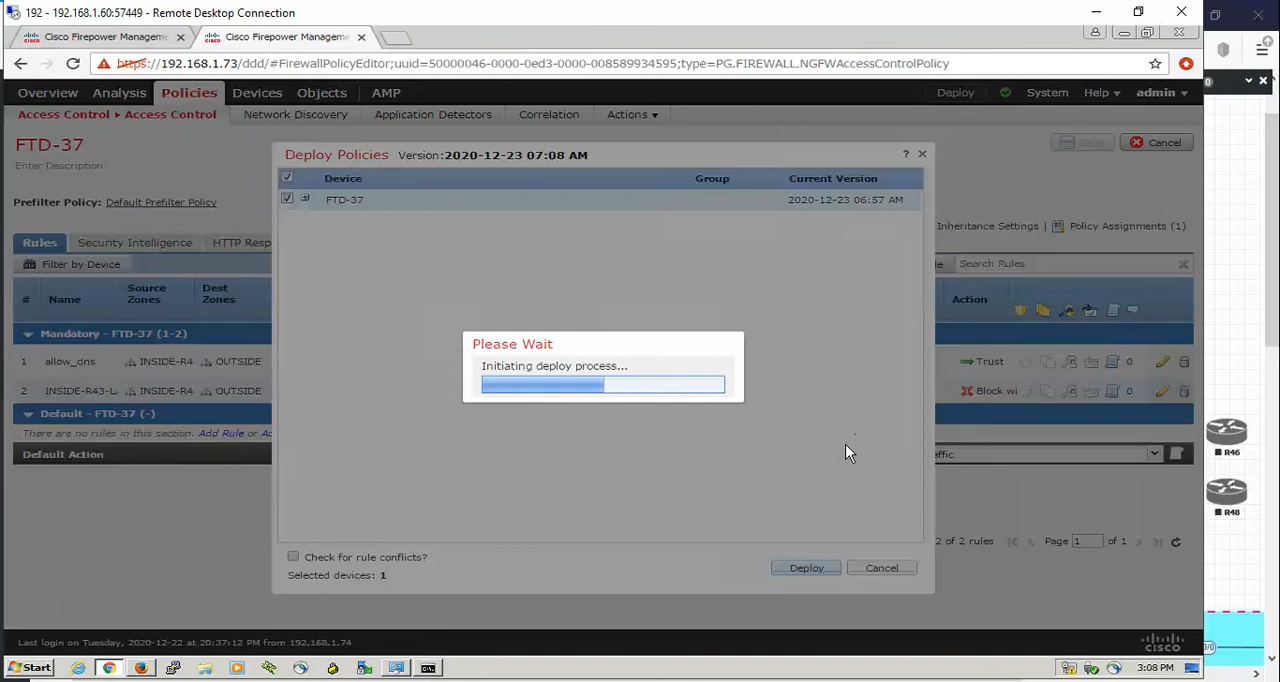 192 - 192.168.1.60:57449 - Remote Desktop Connection
Cisco Firepower Managem
Cisco Firepower Managem
https://192.168.1.73/ddd/#FirewallPolicyEditor;uuid=50000046-0000-0ed3-0000-008589934595;type=PG.FIREWALL.NGFWAccessControlPolicy
Overview Analysis Policies Devices Objects AMP Deploy System Help admin
Access Control Access Control Network Discovery Application Detectors Correlation Actions
FTD-37
Save Cancel
Enter Description
Deploy Policies Version:2020-12-23 07:08 AM ?
Device Group Current Version
FTD-37 2020-12-23 06:57 AM
Prefilter Policy: Default Prefilter Policy
Inheritance Settings | Policy Assignments (1)
Rules Security Intelligence HTTP Resp
Filter by Device
Search Rules
# Name Source Zones Dest Zones Action
Mandatory - FTD-37 (1-2)
1 allow_dns INSIDE-R4 OUTSIDE Trust 0
2 INSIDE-R43-L INSIDE-R4 OUTSIDE Block wi 0
Default - FTD-37 (-)
There are no rules in this section. Add Rule or
Default Action
affic
Please Wait
Initiating deploy process...
2 of 2 rules Page 1 of 1
Check for rule conflicts?
Selected devices: 1
Deploy Cancel
Last login on Tuesday, 2020-12-22 at 20:37:12 PM from 192.168.1.74
CISCO
Start
3:08 PM
R46
R48